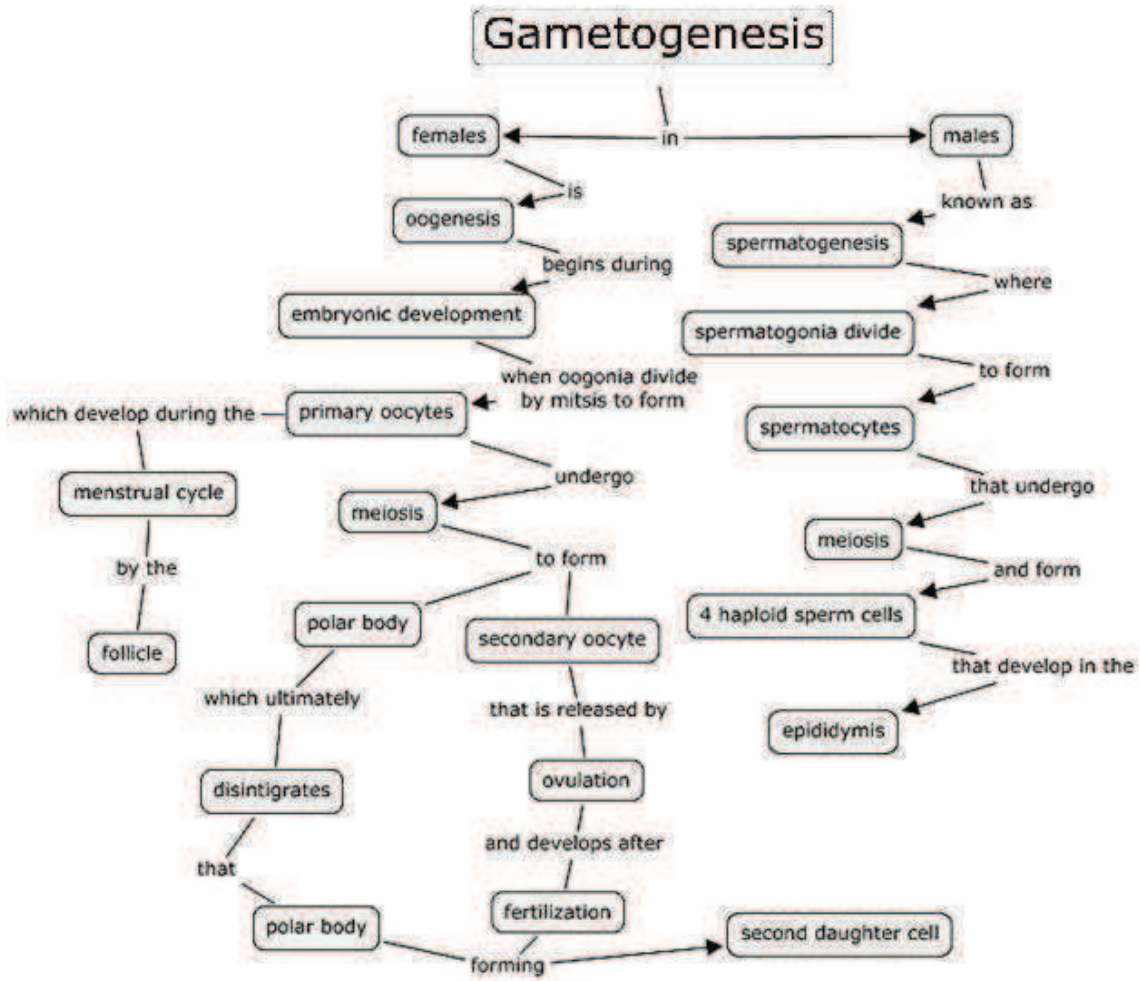 Gametogenesis
females
in
males
is
known as
oogenesis
spermatogenesis
begins during
where
embryonic development
spermatogonia divide
when oogonia divide
by mitsis to form
to form
which develop during the
primary oocytes
spermatocytes
undergo
that undergo
menstrual cycle
meiosis
meiosis
by the
to form
and form
polar body
secondary oocyte
4 haploid sperm cells
follicle
that develop in the
which ultimately
that is released by
epididymis
disintigrates
ovulation
and develops after
that
polar body
fertilization
second daughter cell
forming